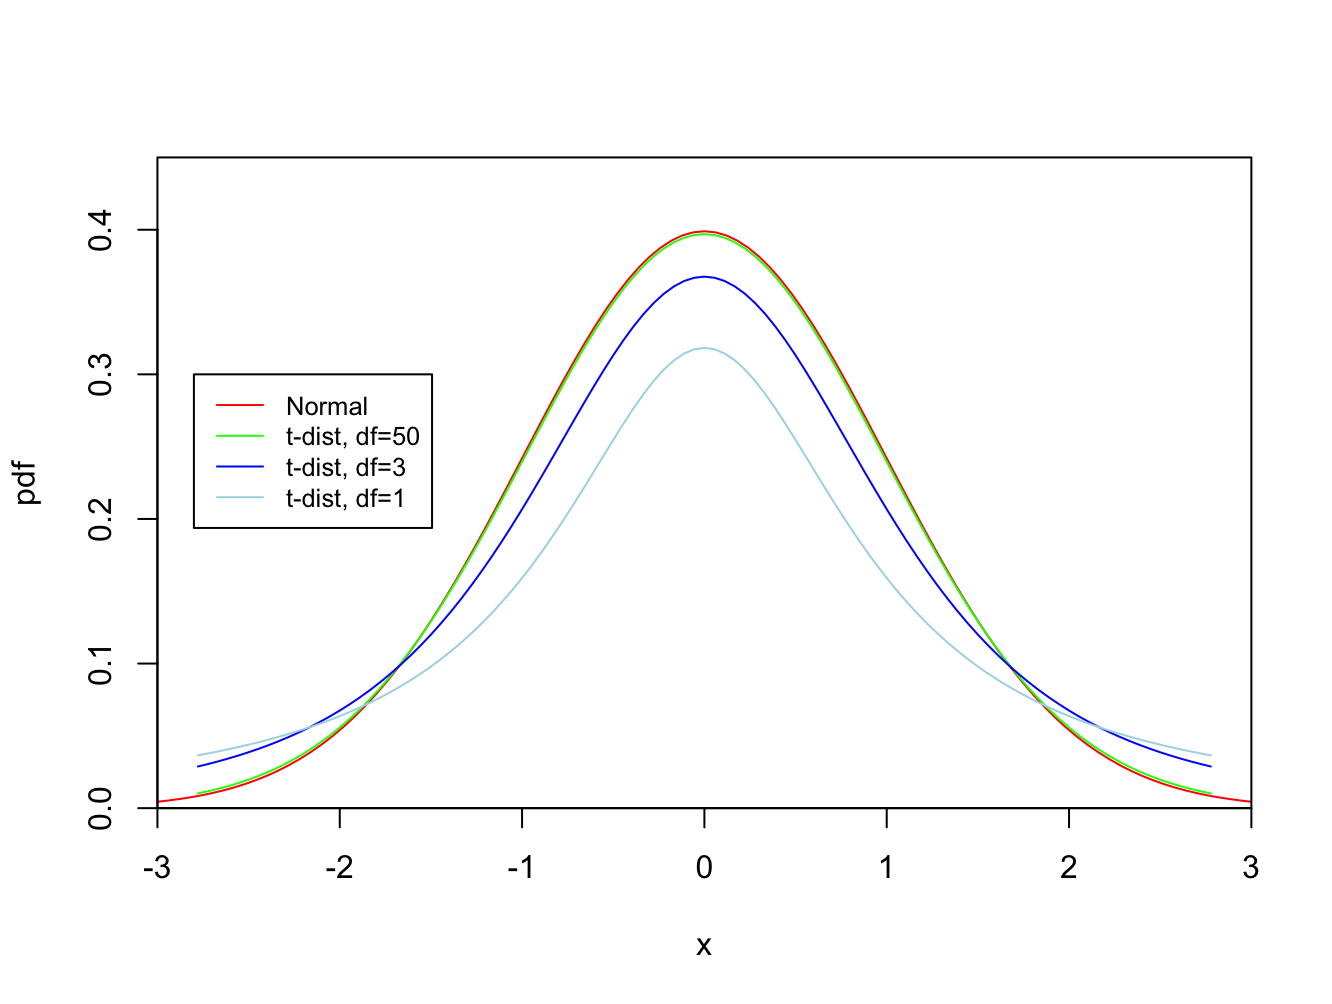 pdf
0.4
0.3
0.2
0.1
0.0
Normal
t-dist, df=50
t-dist, df=3
t-dist, df=1
-3 -2 -1 0 1 2 3
x